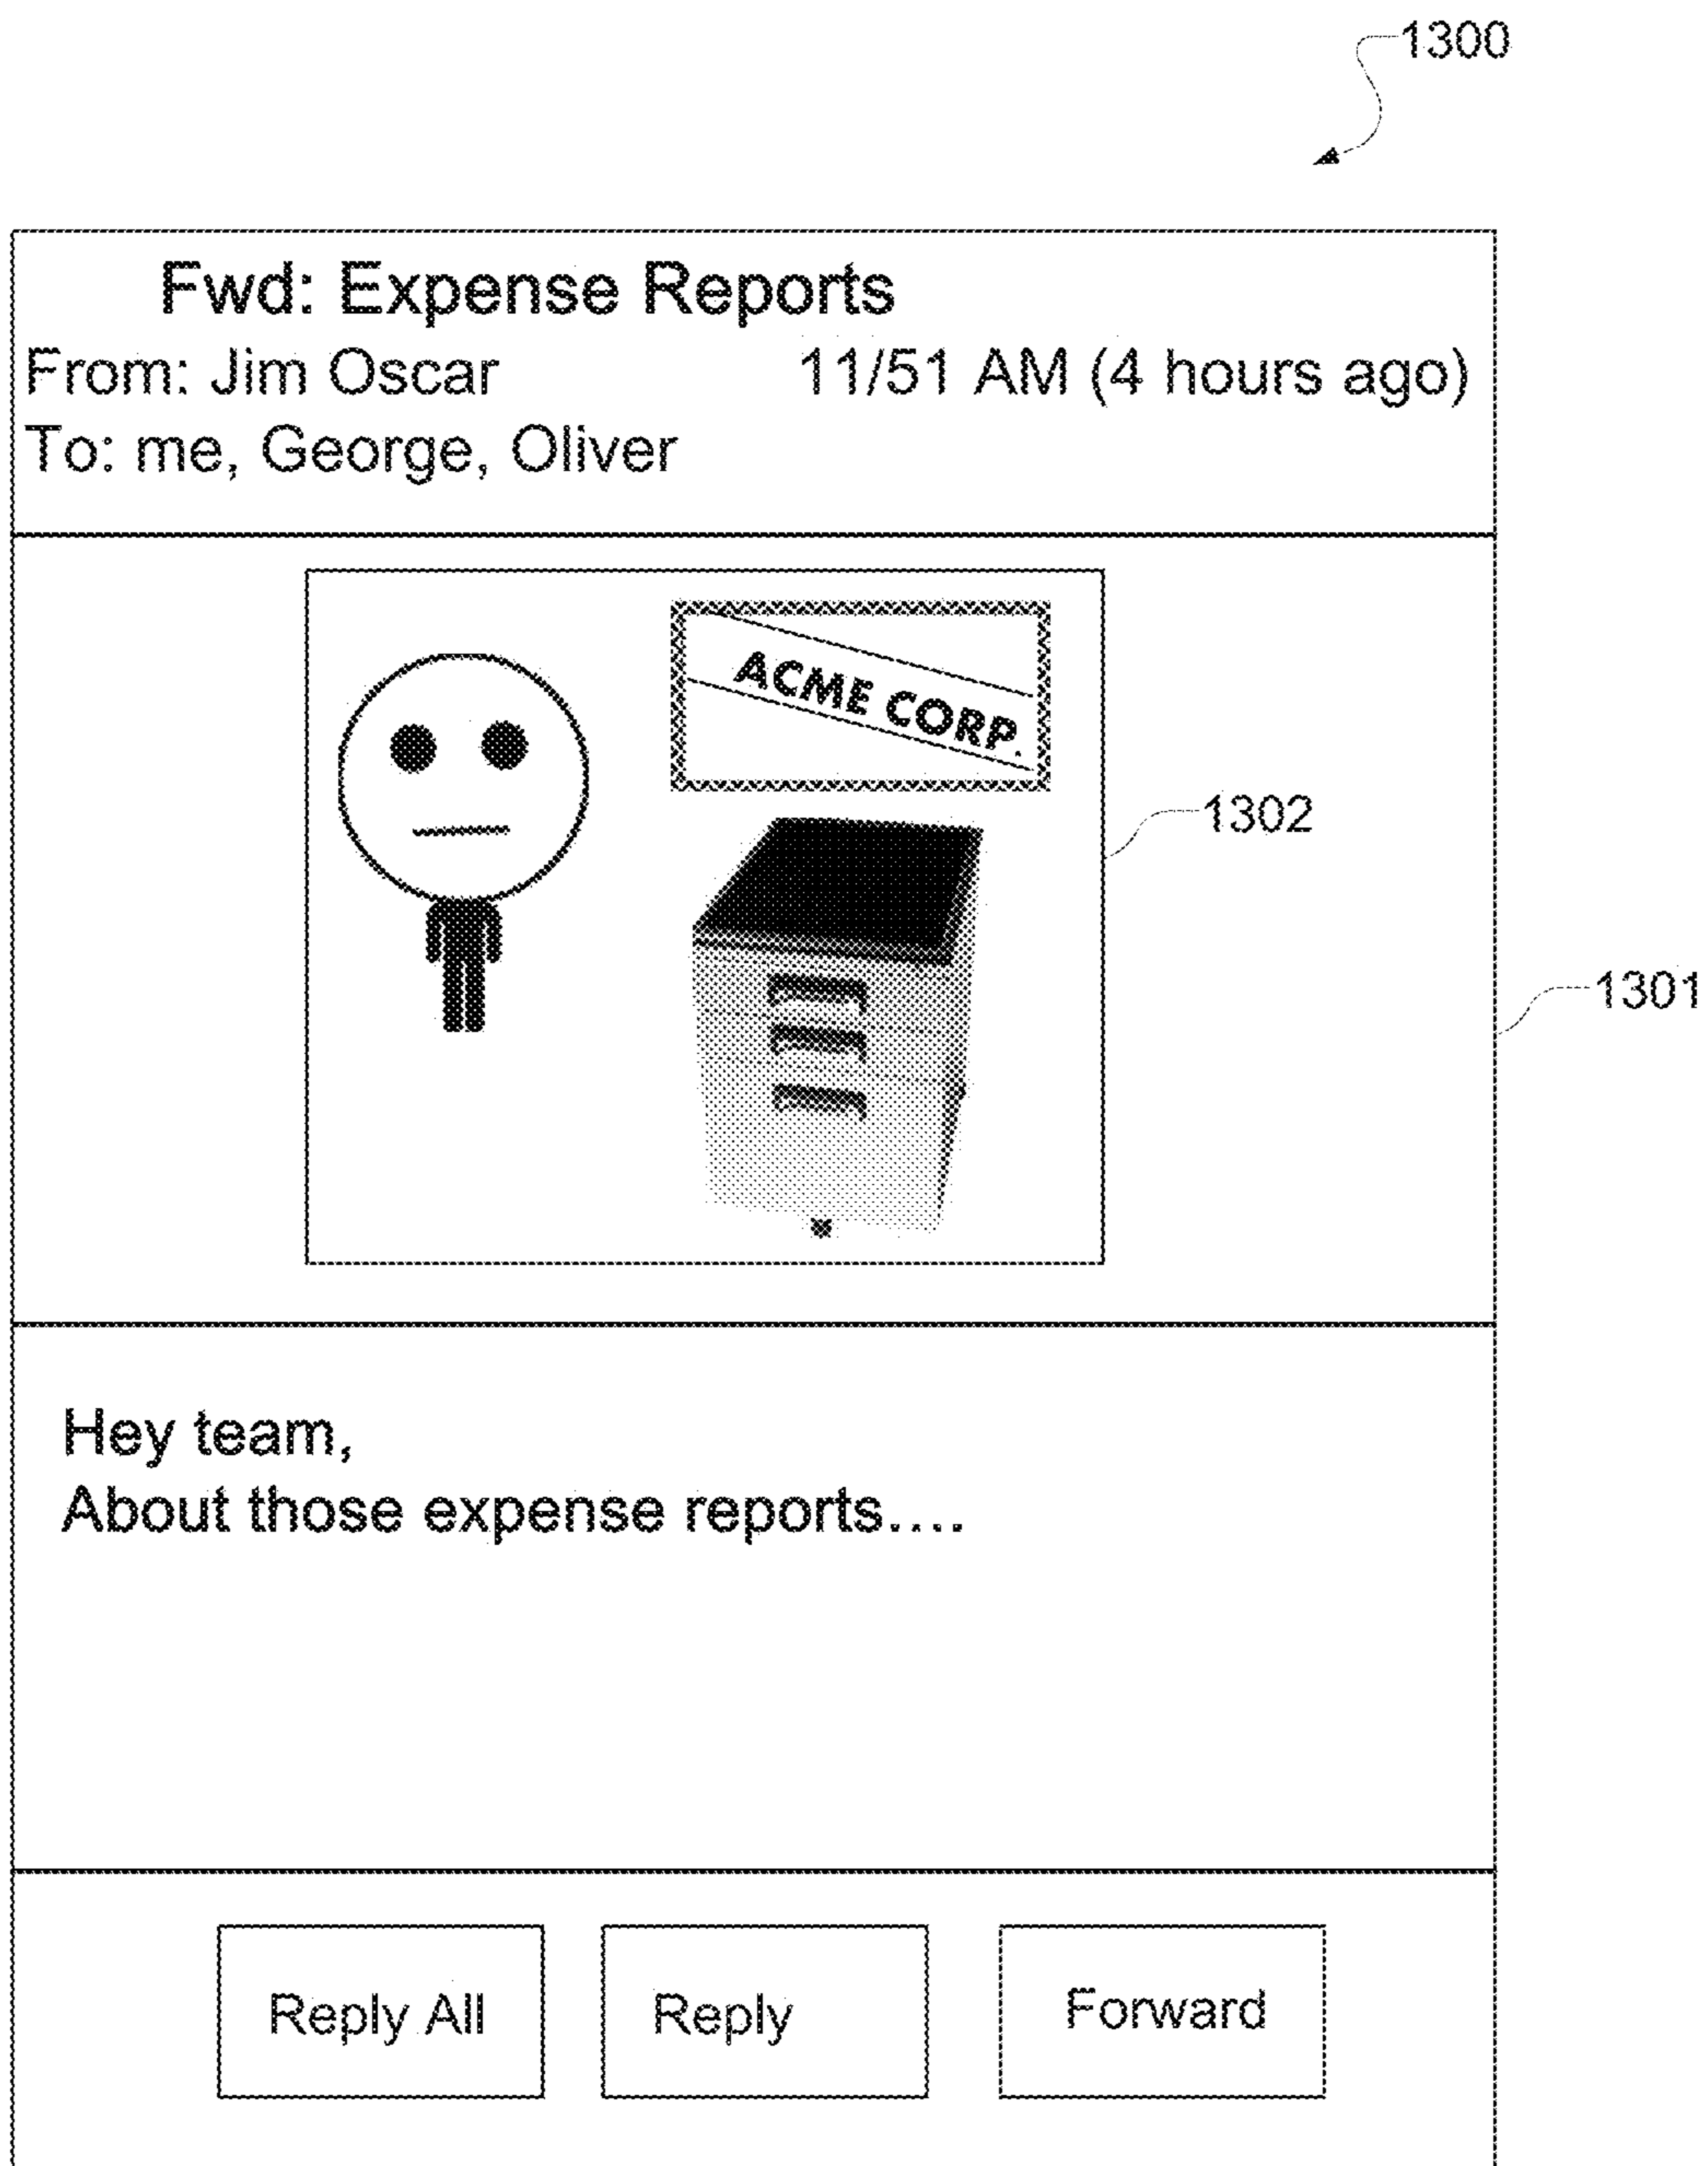 1300
Fwd: Expense Reports
From: Jim Oscar 11/51 AM (4 hours ago)
To: me, George, Oliver
ACME CORP.
1302
1301
Hey team,
About those expense reports....
Reply All Reply Forward